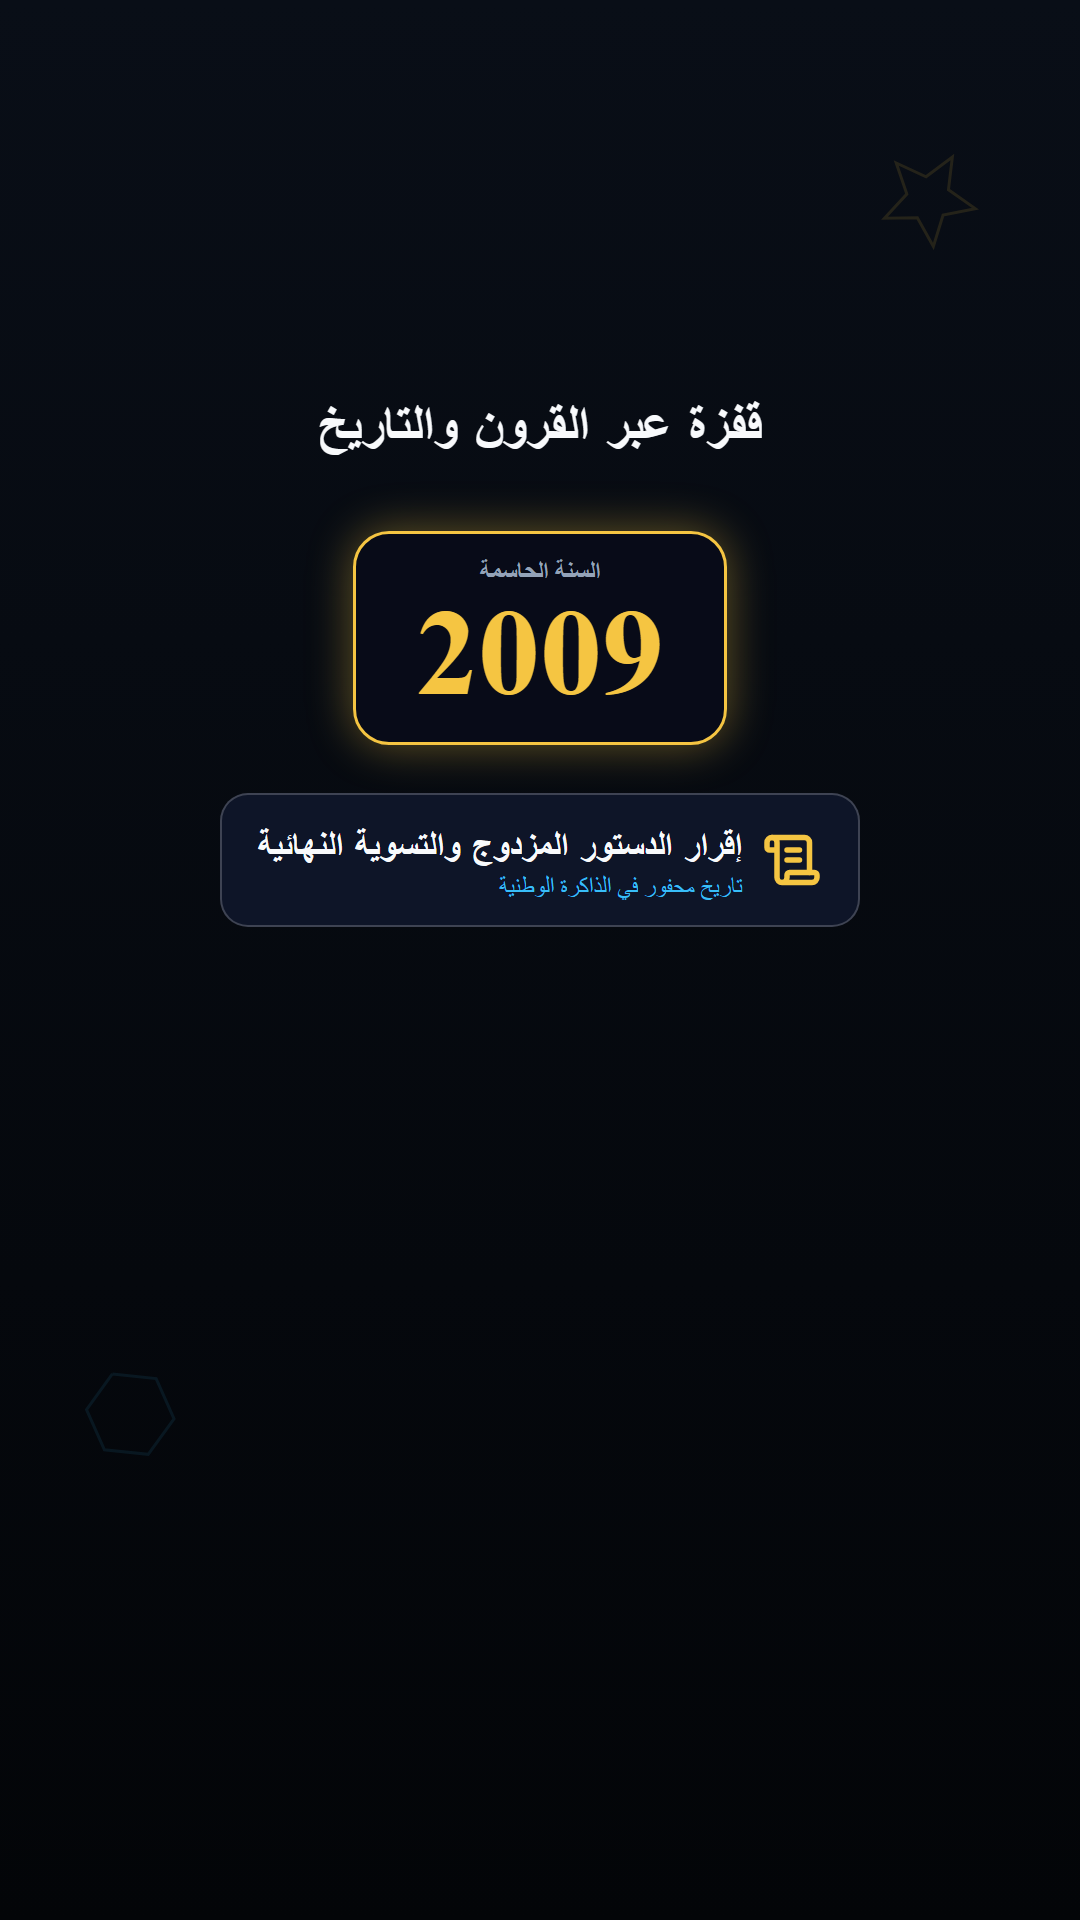 قفزة عبر القرون والتاريخ
السنة الحاسمة
2009
إقرار الدستور المزدوج والتسوية النهائية
تاريخ محفور في الذاكرة الوطنية